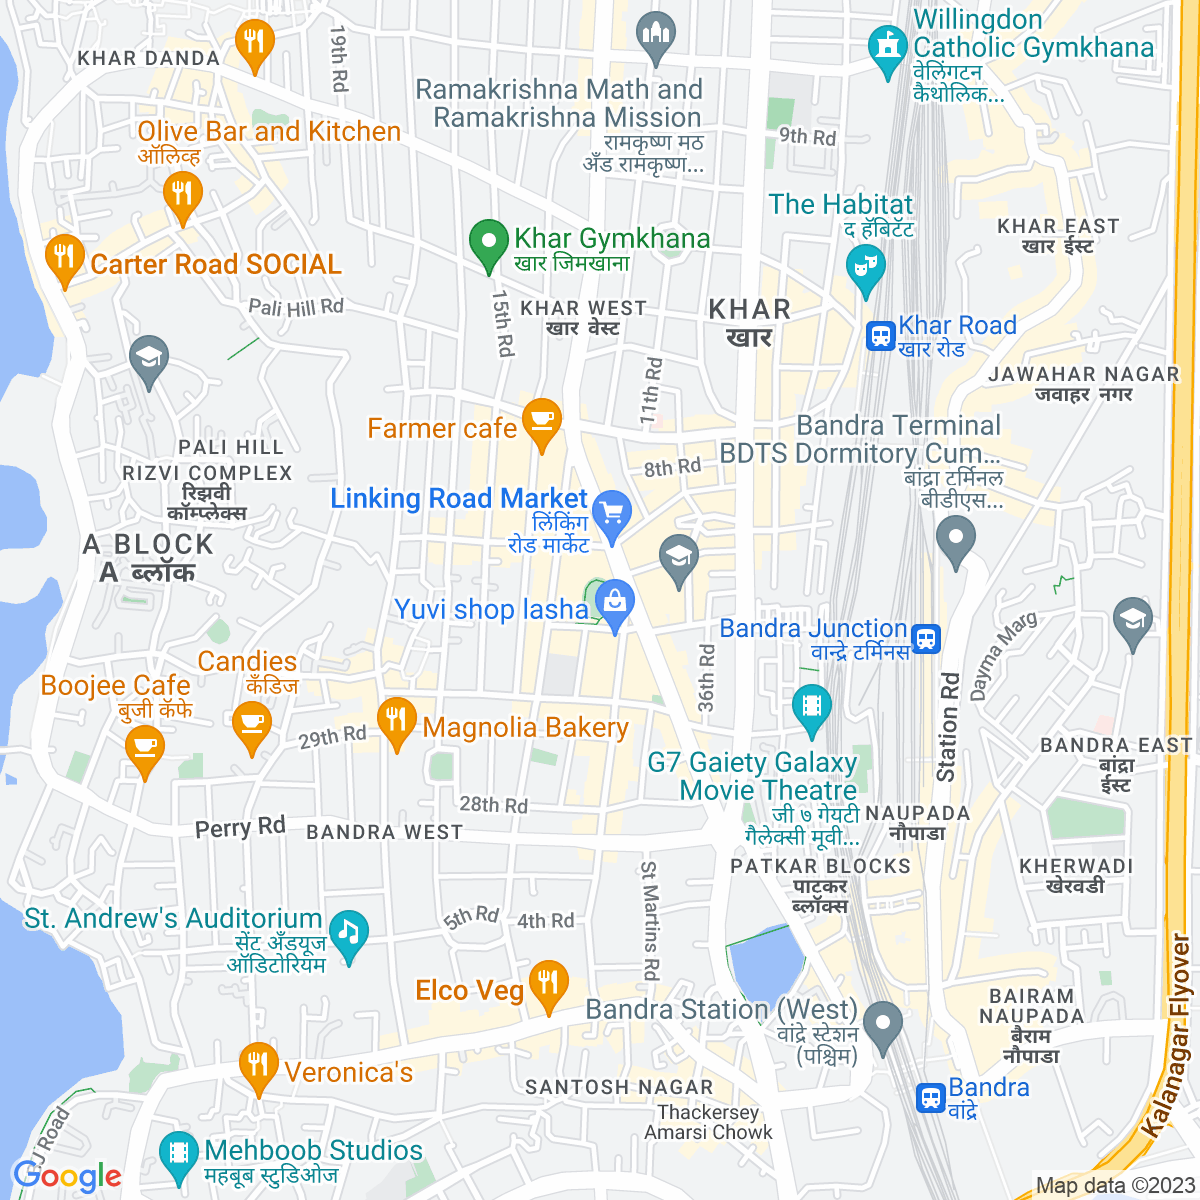 Willingdon
Catholic Gymkhana
वेलिंगटन
कैथोलिक...
KHAR DANDA
19th Rd
Ramakrishna Math and
Ramakrishna Mission
रामकृष्ण मठ
अँड रामकृष्ण...
9th Rd
Olive Bar and Kitchen
ऑलिव्ह
The Habitat
द हॅबिटॅट
KHAR EAST
खार ईस्ट
Khar Gymkhana
खार जिमखाना
Carter Road SOCIAL
Pali Hill Rd
15th Rd
KHAR WEST
खार वेस्ट
KHAR
खार
Khar Road
खार रोड
11th Rd
JAWAHAR NAGAR
जवाहर नगर
Farmer cafe
Bandra Terminal
BDTS Dormitory Cum...
बांद्रा टर्मिनल
बीडीएस...
PALI HILL
RIZVI COMPLEX
रिझवी
कॉम्प्लेक्स
8th Rd
Linking Road Market
लिंकिंग
रोड मार्केट
A BLOCK
A ब्लॉक
Yuvi shop lasha
Bandra Junction
वान्द्रे टर्मिनस
Dayma Marg
Candies
कँडिज
Boojee Cafe
बुजी कॅफे
36th Rd
Station Rd
29th Rd
Magnolia Bakery
G7 Gaiety Galaxy
Movie Theatre
जी ७ गेयटी
गैलेक्सी मूवी...
BANDRA EAST
बांद्रा
ईस्ट
28th Rd
NAUPADA
नौपाडा
Perry Rd
BANDRA WEST
PATKAR BLOCKS
पाटकर
ब्लॉक्स
KHERWADI
खेरवडी
St Martins Rd
St. Andrew's Auditorium
सेंट अँडयूज
ऑडिटोरियम
5th Rd
4th Rd
Kalanagar Flyover
Elco Veg
Bandra Station (West)
वांद्रे स्टेशन
(पश्चिम)
BAIRAM
NAUPADA
बैराम
नौपाडा
Veronica's
SANTOSH NAGAR
Bandra
वांद्रे
Thackersey
Amarsi Chowk
Mehboob Studios
महबूब स्टुडिओज
J Road
Google
Map data ©2023